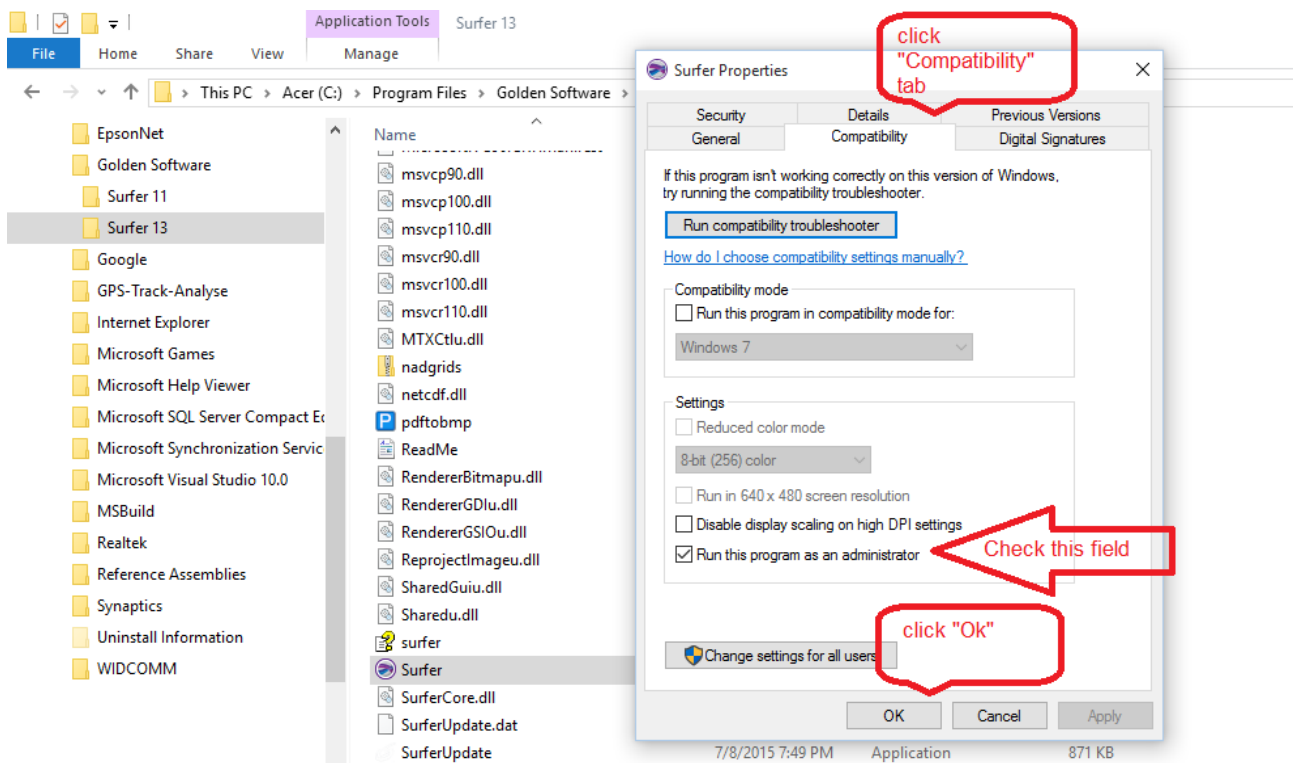 Application Tools
Surfer 13
File
Home
Share
View
Manage
This PC > Acer (C:) > Program Files > Golden Software >
EpsonNet
Golden Software
Surfer 11
Surfer 13
Google
GPS-Track-Analyse
Internet Explorer
Microsoft Games
Microsoft Help Viewer
Microsoft SQL Server Compact
Microsoft Synchronization
Microsoft Visual Studio 10.0
MSBuild
Realtek
Reference Assemblies
Synaptics
Uninstall Information
WIDCOMM
Name
msvcp90.dll
msvcp100.dll
msvcp110.dll
msvcr90.dll
msvcr100.dll
msvcr110.dll
MTXCtlu.dll
nadgrids
netcdf.dll
pdftobmp
ReadMe
RendererBitmapu.dll
RendererGDIu.dll
RendererGSIOu.dll
ReprojectImageu.dll
SharedGuiu.dll
Sharedu.dll
surfer
Surfer
SurferCore.dll
SurferUpdate.dat
SurferUpdate 7/8/2015 7:49 PM Application 871 KB
click
"Compatibility"
tab
Surfer Properties
Security Details Previous Versions
General Compatibility Digital Signatures
If this program isn't working correctly on this version of Windows,
try running the compatibility troubleshooter.
Run compatibility troubleshooter
How do I choose compatibility settings manually?
Compatibility mode
Run this program in compatibility mode for:
Windows 7
Settings
Reduced color mode
8-bit (256) color
Run in 640 x 480 screen resolution
Disable display scaling on high DPI settings
Run this program as an administrator
Check this field
click "Ok"
Change settings for all users
OK
Cancel
Apply